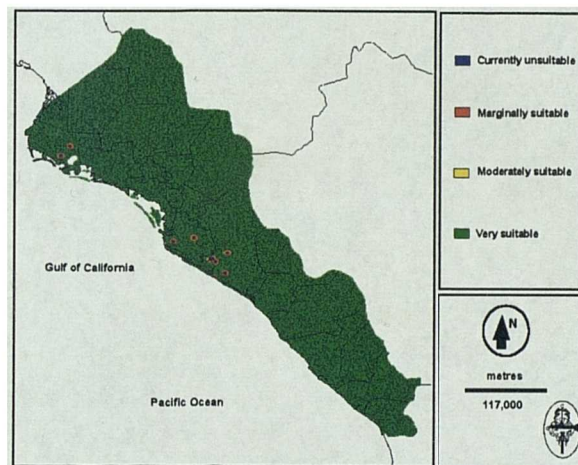 Currently unsuitable
Marginally suitable
Moderately suitable
Very suitable
Gulf of California
Pacific Ocean
N
metres
117,000